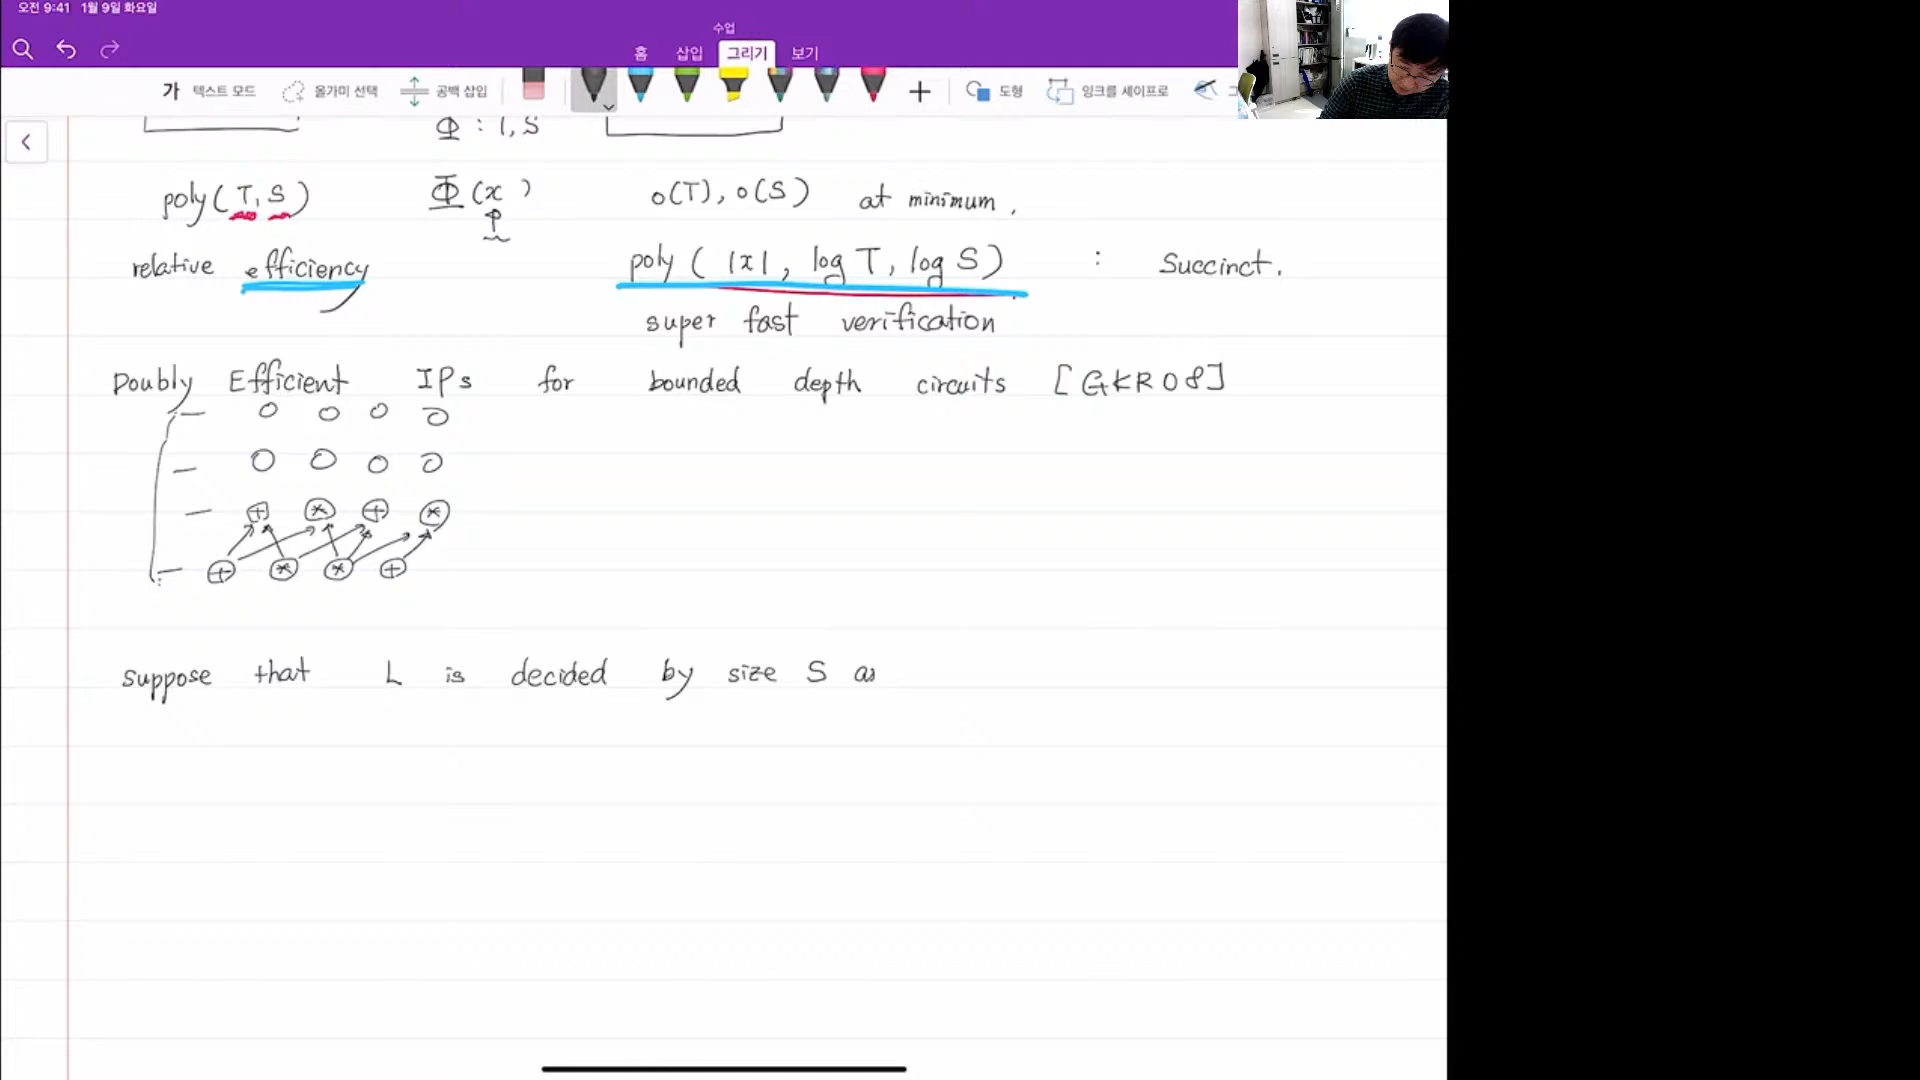 오전 9:41 1월 9일 화요일
수업
홈 삽입 그리기 보기
가 텍스트 모드 올가미 선택 공백 삽입 도형 잉크를 셰이프로
Φ : 1, S
poly( T, S ) Φ(x ) o(T), o(S) at minimum,
relative efficiency poly ( |x| , log T, log S ) : Succinct.
super fast verification
Doubly Efficient IPs for bounded depth circuits [GKR08]
+ * + *
+ * * +
suppose that L is decided by size S as